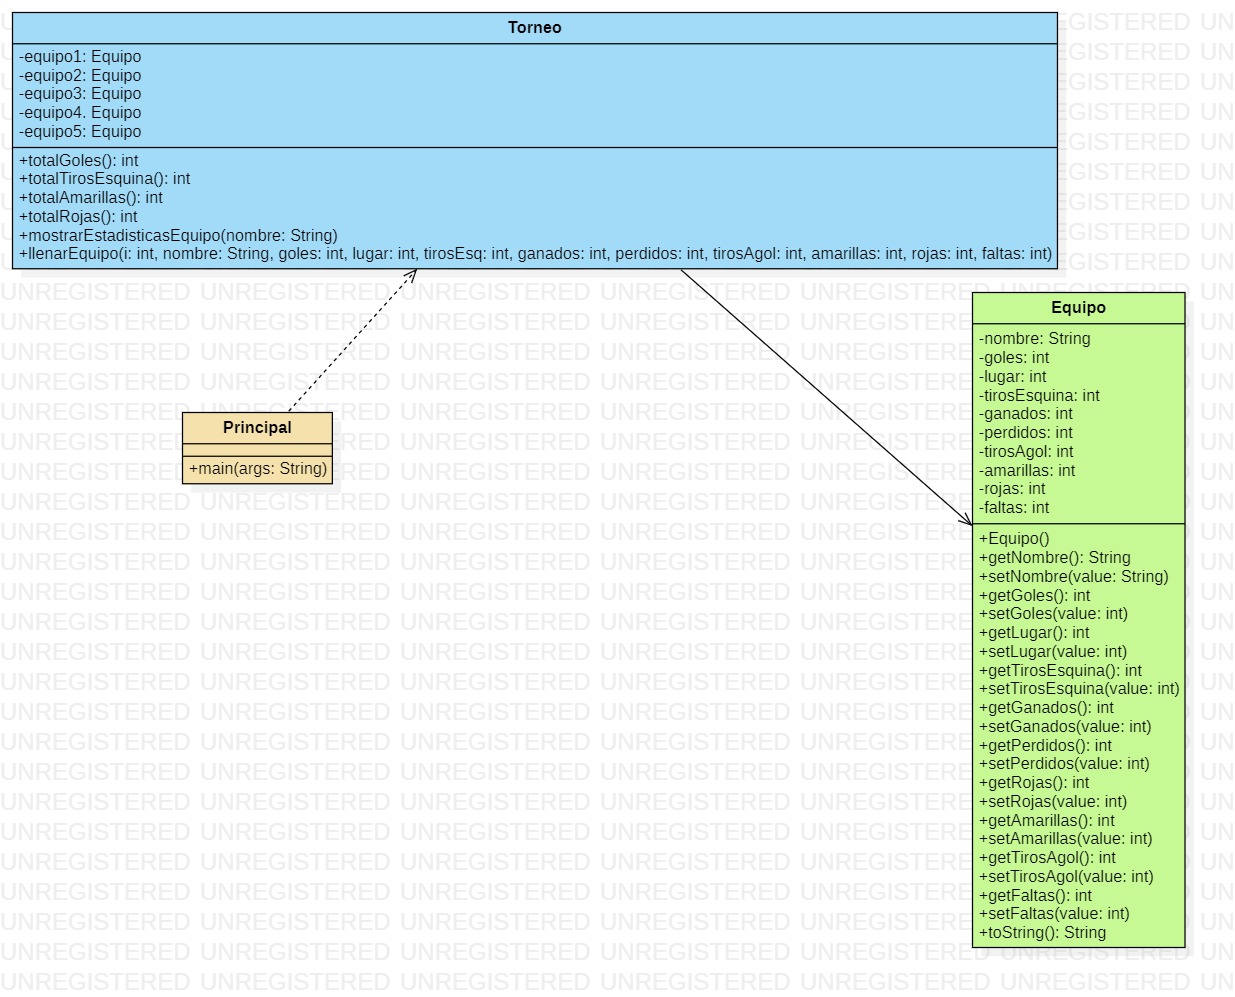 Torneo
-equipo1: Equipo
-equipo2: Equipo
-equipo3: Equipo
-equipo4. Equipo
-equipo5: Equipo
+totalGoles(): int
+totalTirosEsquina(): int
+totalAmarillas(): int
+totalRojas(): int
+mostrarEstadisticasEquipo(nombre: String)
+llenarEquipo(i: int, nombre: String, goles: int, lugar: int, tirosEsq: int, ganados: int, perdidos: int, tirosAgol: int, amarillas: int, rojas: int, faltas: int)
Principal
+main(args: String)
Equipo
-nombre: String
-goles: int
-lugar: int
-tirosEsquina: int
-ganados: int
-perdidos: int
-tirosAgol: int
-amarillas: int
-rojas: int
-faltas: int
+Equipo()
+getNombre(): String
+setNombre(value: String)
+getGoles(): int
+setGoles(value: int)
+getLugar(): int
+setLugar(value: int)
+getTirosEsquina(): int
+setTirosEsquina(value: int)
+getGanados(): int
+setGanados(value: int)
+getPerdidos(): int
+setPerdidos(value: int)
+getRojas(): int
+setRojas(value: int)
+getAmarillas(): int
+setAmarillas(value: int)
+getTirosAgol(): int
+setTirosAgol(value: int)
+getFaltas(): int
+setFaltas(value: int)
+toString(): String
UNREGISTERED